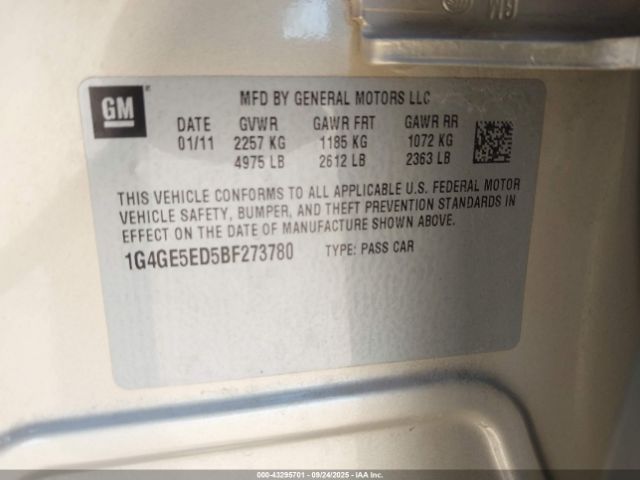 GM
GM
MFD BY GENERAL MOTORS LLC
DATE GVWR GAWR FRT GAWR RR
01/11 2257 KG 1185 KG 1072 KG
4975 LB 2612 LB 2363 LB
THIS VEHICLE CONFORMS TO ALL APPLICABLE U.S. FEDERAL MOTOR
VEHICLE SAFETY, BUMPER, AND THEFT PREVENTION STANDARDS IN
EFFECT ON THE DATE OF MANUFACTURE SHOWN ABOVE.
1G4GE5ED5BF273780 TYPE: PASS CAR
000-43295701 - 09/24/2025 - IAAI, Inc.